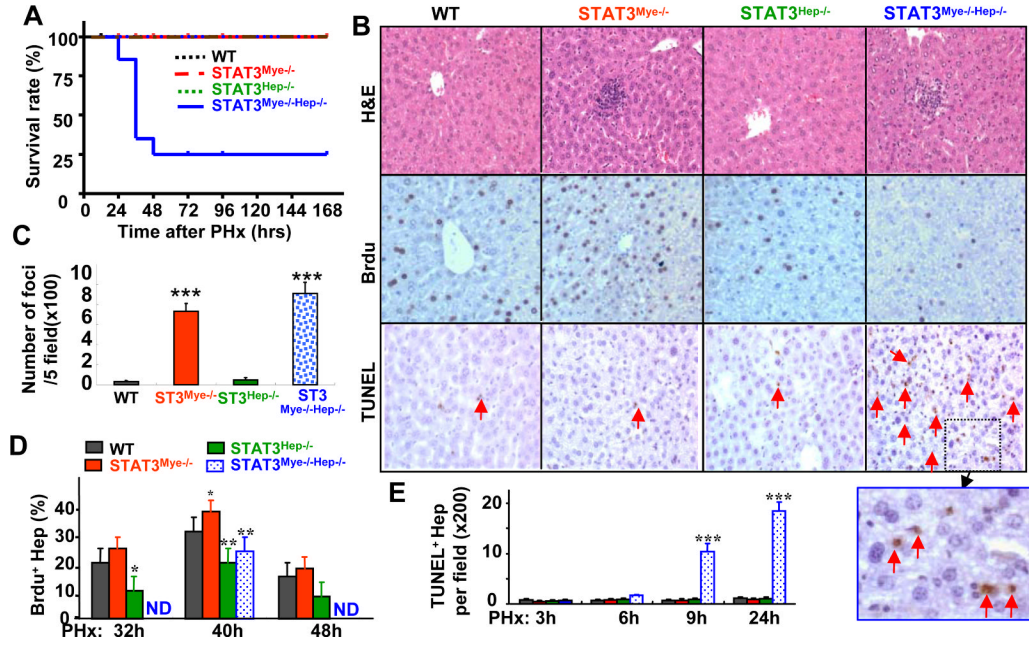 A
Survival rate (%)
100
75
50
25
0
WT
STAT3Mye-/-
STAT3Hep-/-
STAT3Mye-/-Hep-/-
0 24 48 72 96 120 144 168
Time after PHx (hrs)
B
WT STAT3Mye-/- STAT3Hep-/- STAT3Mye-/-Hep-/-
H&E
Brdu
TUNEL
C
Number of foci
/5 field(x100)
10
8
6
4
2
0
*** ***
WT ST3Mye-/- ST3Hep-/- ST3
Mye-/-Hep-/-
D
WT STAT3Hep-/-
STAT3Mye-/- STAT3Mye-/-Hep-/-
Brdu+ Hep (%)
40
30
20
10
0
* ND * ** ** ND
PHx: 32h 40h 48h
E
TUNEL+ Hep
per field (x200)
20
10
0
*** ***
PHx: 3h 6h 9h 24h